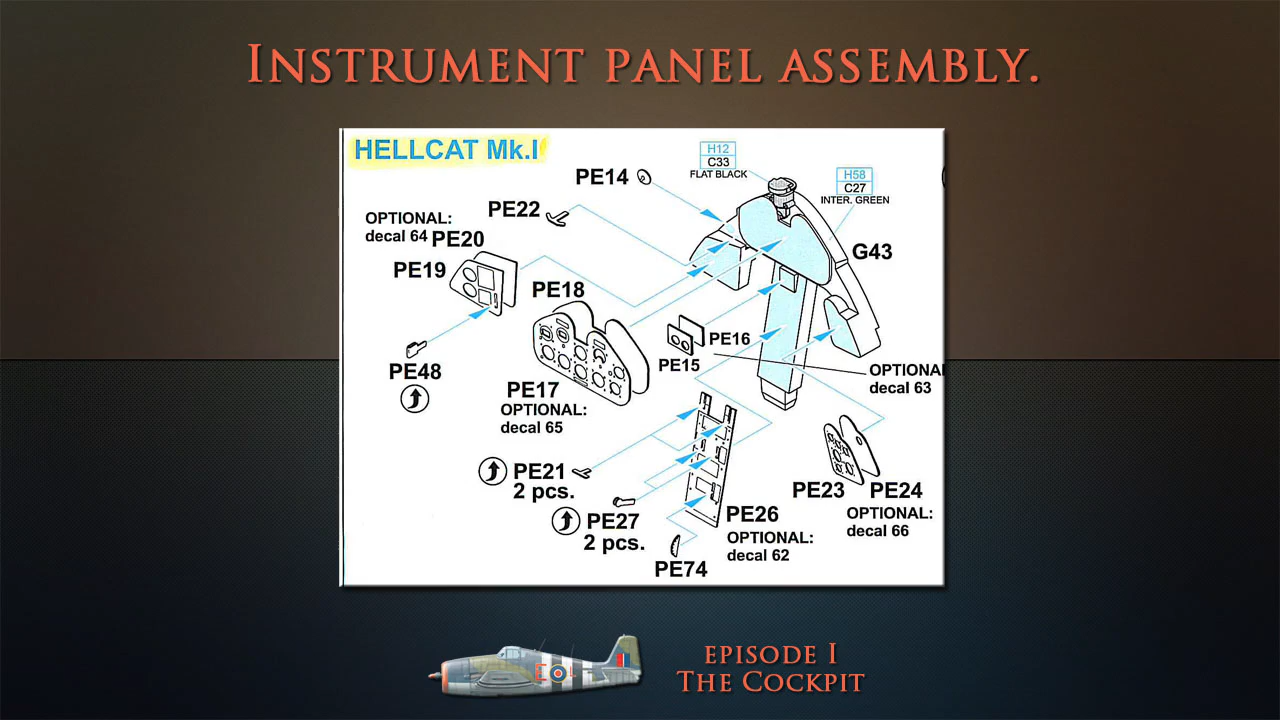 INSTRUMENT PANEL ASSEMBLY.
HELLCAT Mk.I
H12
C33
FLAT BLACK
H58
C27
INTER. GREEN
PE14
PE22
OPTIONAL:
decal 64
PE20
PE19
G43
PE18
PE16
PE15
PE48
PE17
OPTIONAL:
decal 65
OPTIONAL
decal 63
PE21
2 pcs.
PE27
2 pcs.
PE23
PE24
OPTIONAL:
decal 66
PE26
OPTIONAL:
decal 62
PE74
E
EPISODE I
THE COCKPIT